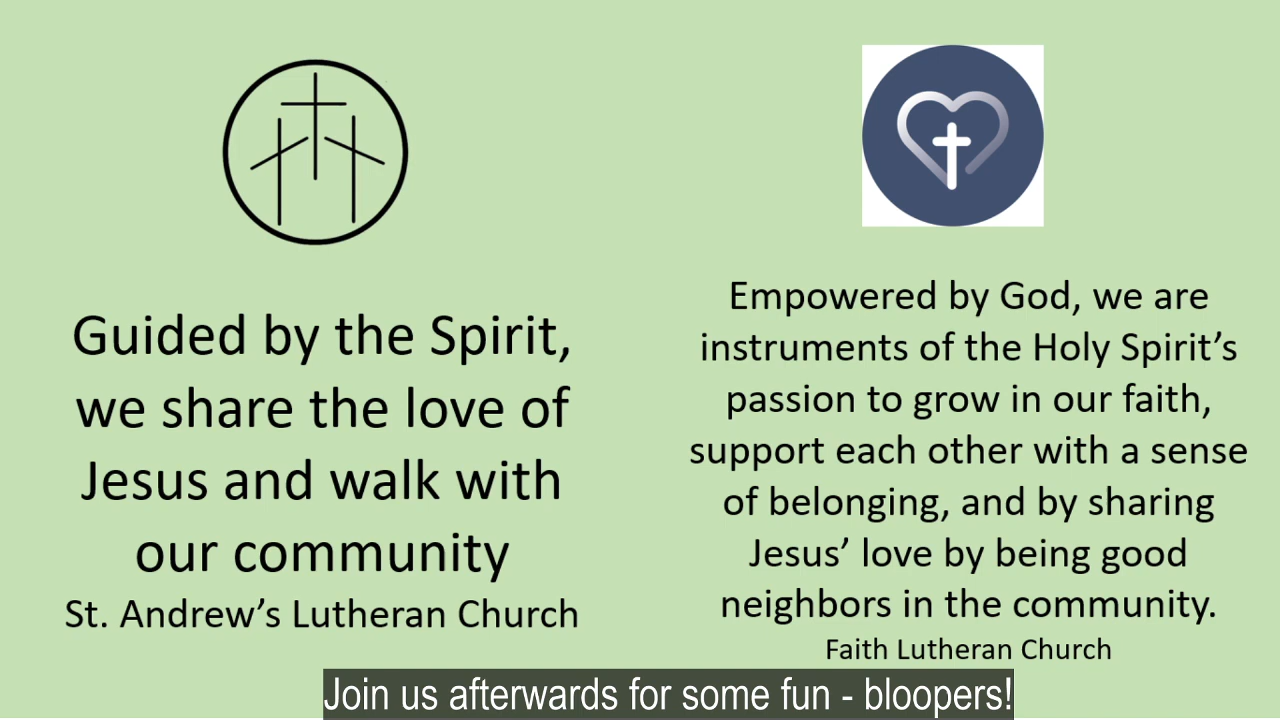 Guided by the Spirit,
we share the love of
Jesus and walk with
our community
St. Andrew’s Lutheran Church
Empowered by God, we are
instruments of the Holy Spirit’s
passion to grow in our faith,
support each other with a sense
of belonging, and by sharing
Jesus’ love by being good
neighbors in the community.
Faith Lutheran Church
Join us afterwards for some fun - bloopers!